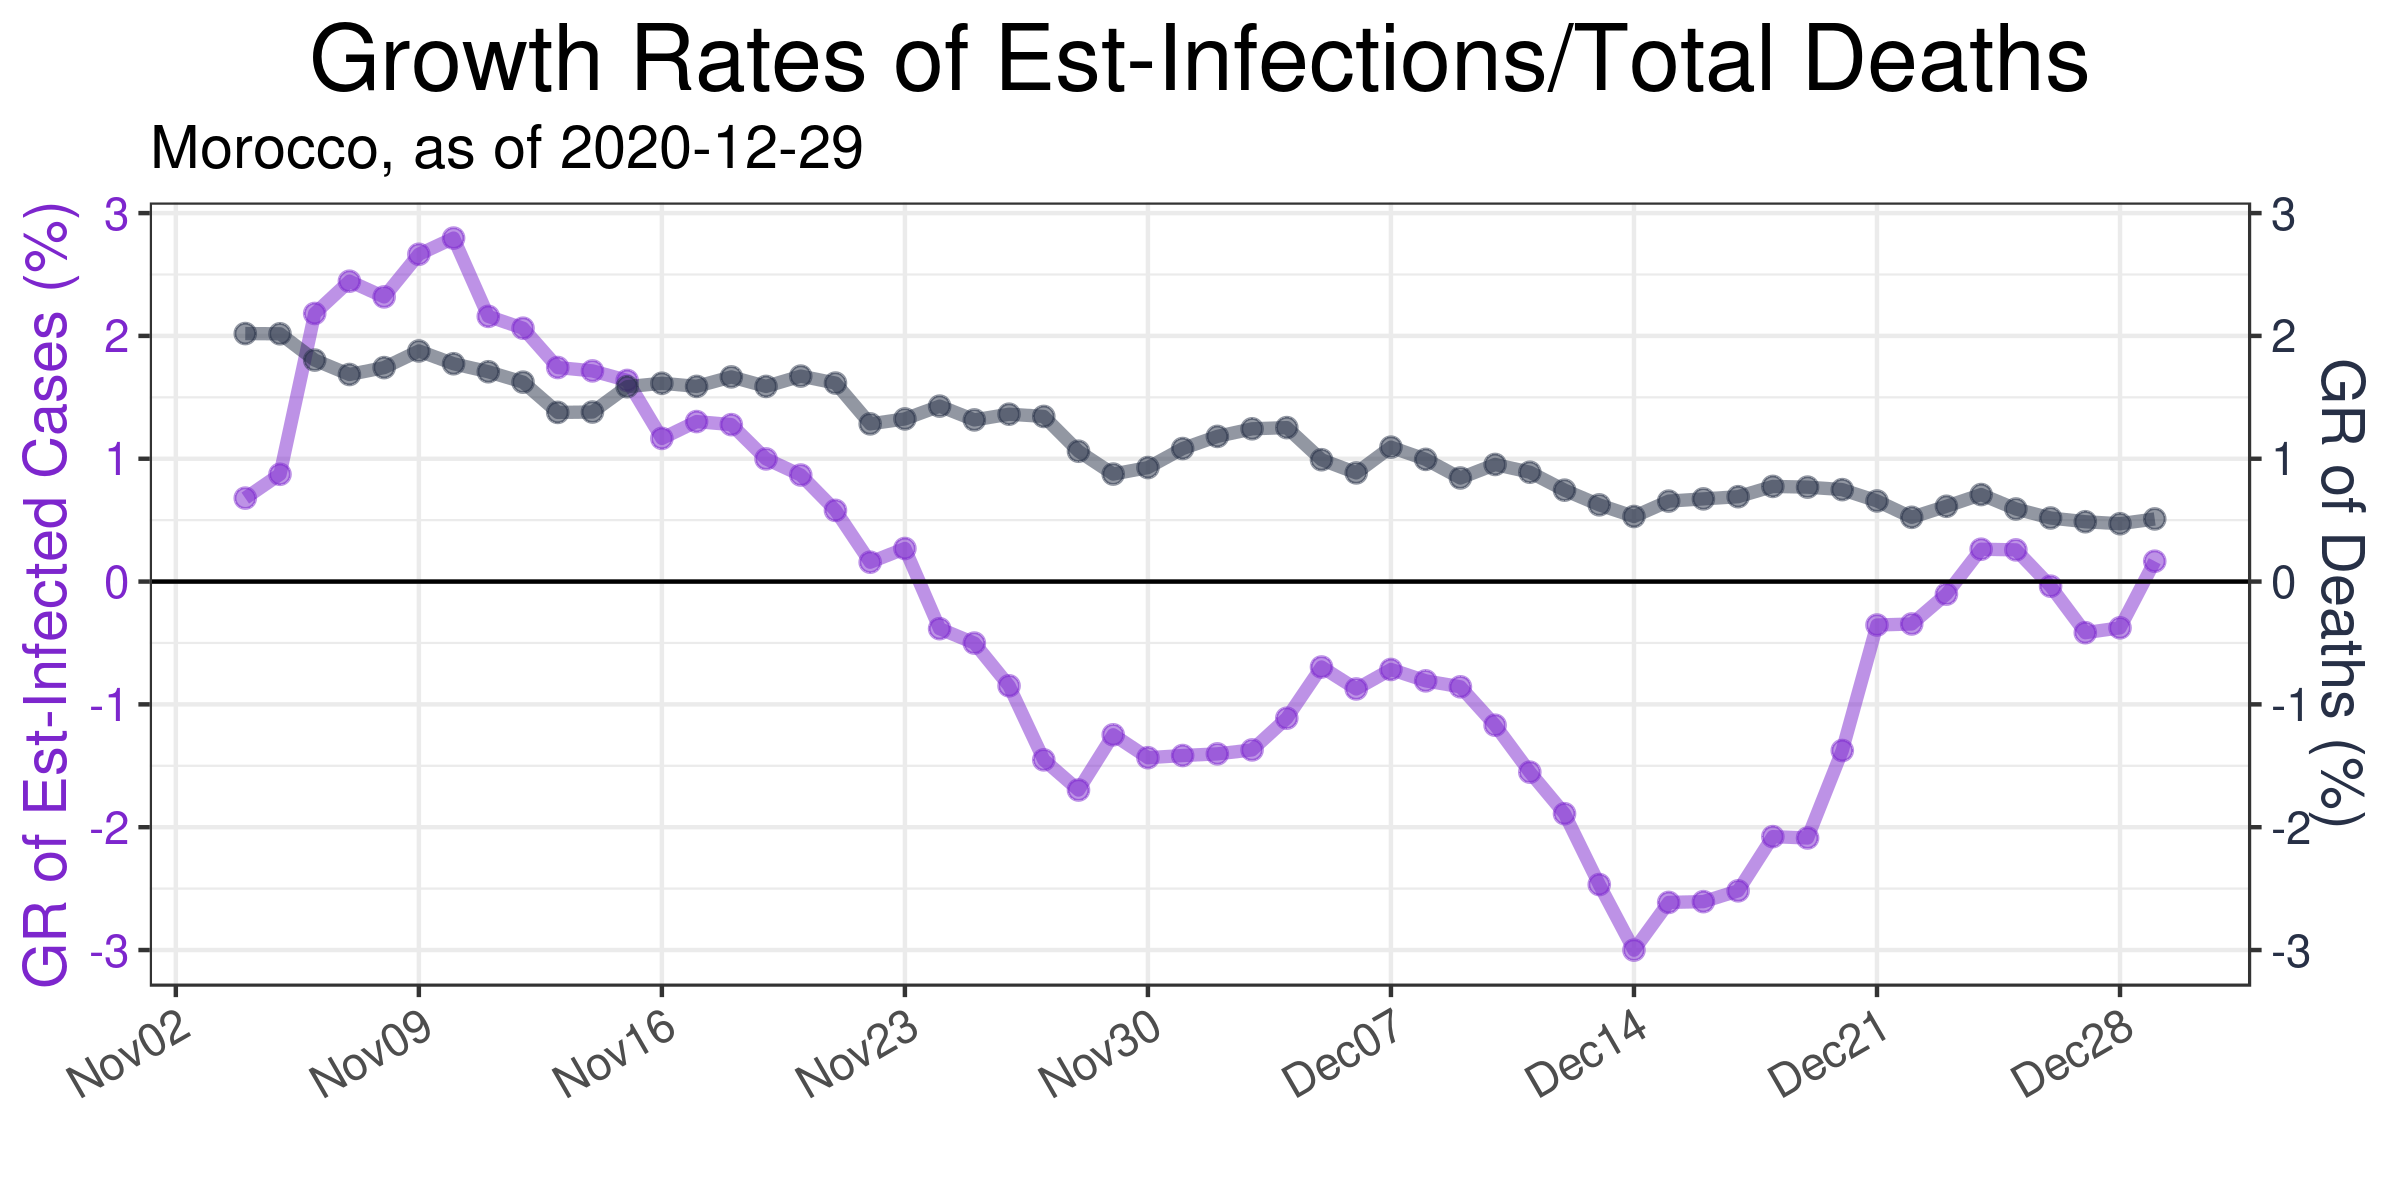 Growth Rates of Est-Infections/Total Deaths
Morocco, as of 2020-12-29
GR of Est-Infected Cases (%)
3
2
1
0
-1
-2
-3
3
2
1
0
-1
-2
-3
GR of Deaths (%)
Nov02
Nov09
Nov16
Nov23
Nov30
Dec07
Dec14
Dec21
Dec28